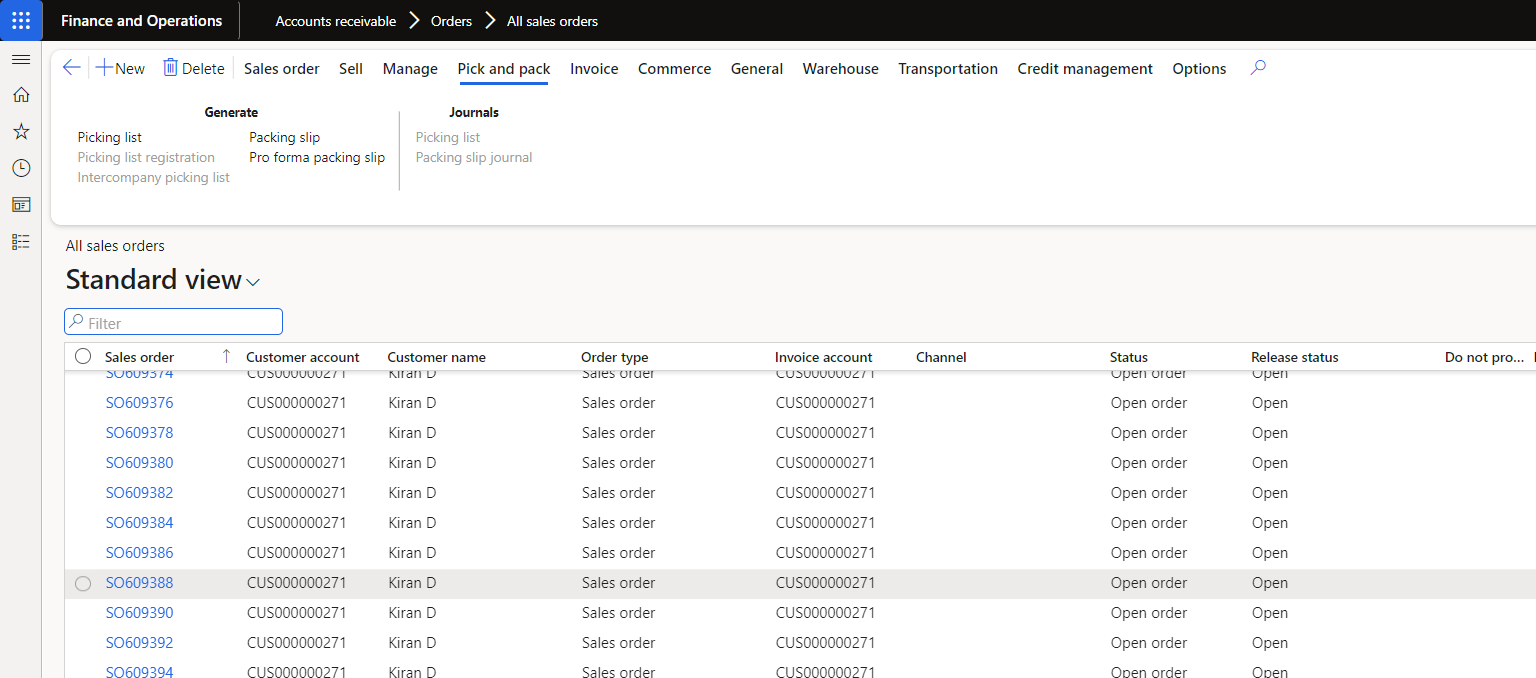 Finance and Operations Accounts receivable Orders All sales orders
New Delete Sales order Sell Manage Pick and pack Invoice Commerce General Warehouse Transportation Credit management Options
Generate Journals
Picking list Packing slip Picking list
Picking list registration Pro forma packing slip Packing slip journal
Intercompany picking list
All sales orders
Standard view
Filter
Sales order Customer account Customer name Order type Invoice account Channel Status Release status Do not pro...
SO609374 CUS000000271 Kiran D Sales order CUS000000271 Open order Open
SO609376 CUS000000271 Kiran D Sales order CUS000000271 Open order Open
SO609378 CUS000000271 Kiran D Sales order CUS000000271 Open order Open
SO609380 CUS000000271 Kiran D Sales order CUS000000271 Open order Open
SO609382 CUS000000271 Kiran D Sales order CUS000000271 Open order Open
SO609384 CUS000000271 Kiran D Sales order CUS000000271 Open order Open
SO609386 CUS000000271 Kiran D Sales order CUS000000271 Open order Open
SO609388 CUS000000271 Kiran D Sales order CUS000000271 Open order Open
SO609390 CUS000000271 Kiran D Sales order CUS000000271 Open order Open
SO609392 CUS000000271 Kiran D Sales order CUS000000271 Open order Open
SO609394 CUS000000271 Kiran D Sales order CUS000000271 Open order Open